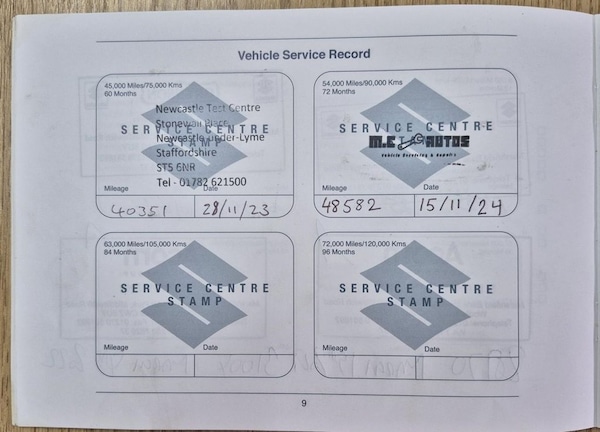 Vehicle Service Record
45,000 Miles/75,000 Kms
60 Months
SERVICE CENTRE
STAMP
Newcastle Test Centre
Stonewall Place
Newcastle-under-Lyme
Staffordshire
ST5 6NR
Tel - 01782 621500
Mileage Date
40351 28/11/23
54,000 Miles/90,000 Kms
72 Months
SERVICE CENTRE
M.E AUTOS
Vehicle Servicing & Repairs
Mileage Date
48582 15/11/24
63,000 Miles/105,000 Kms
84 Months
SERVICE CENTRE
STAMP
Mileage Date
72,000 Miles/120,000 Kms
96 Months
SERVICE CENTRE
STAMP
Mileage Date
9